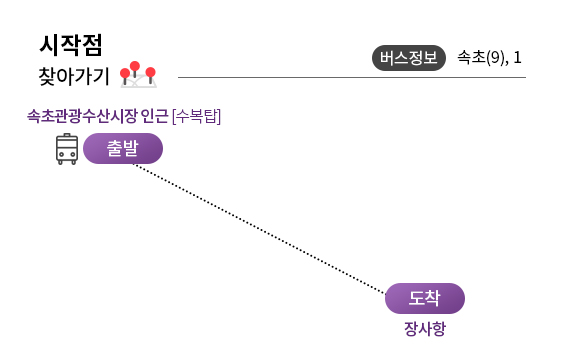 시작점
찾아가기
버스정보 속초(9), 1
속초관광수산시장 인근 [수복탑]
출발
도착
장사항